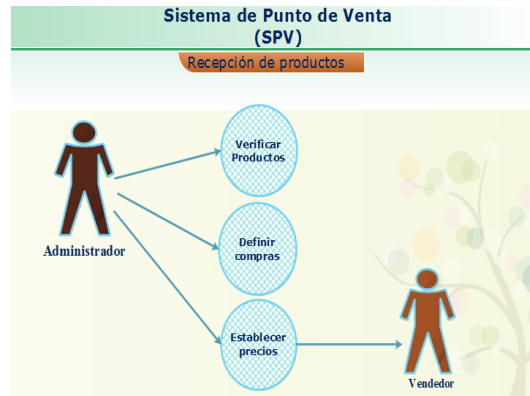 Sistema de Punto de Venta
(SPV)
Recepción de productos
Verificar
Productos
Administrador
Definir
compras
Establecer
precios
Vendedor